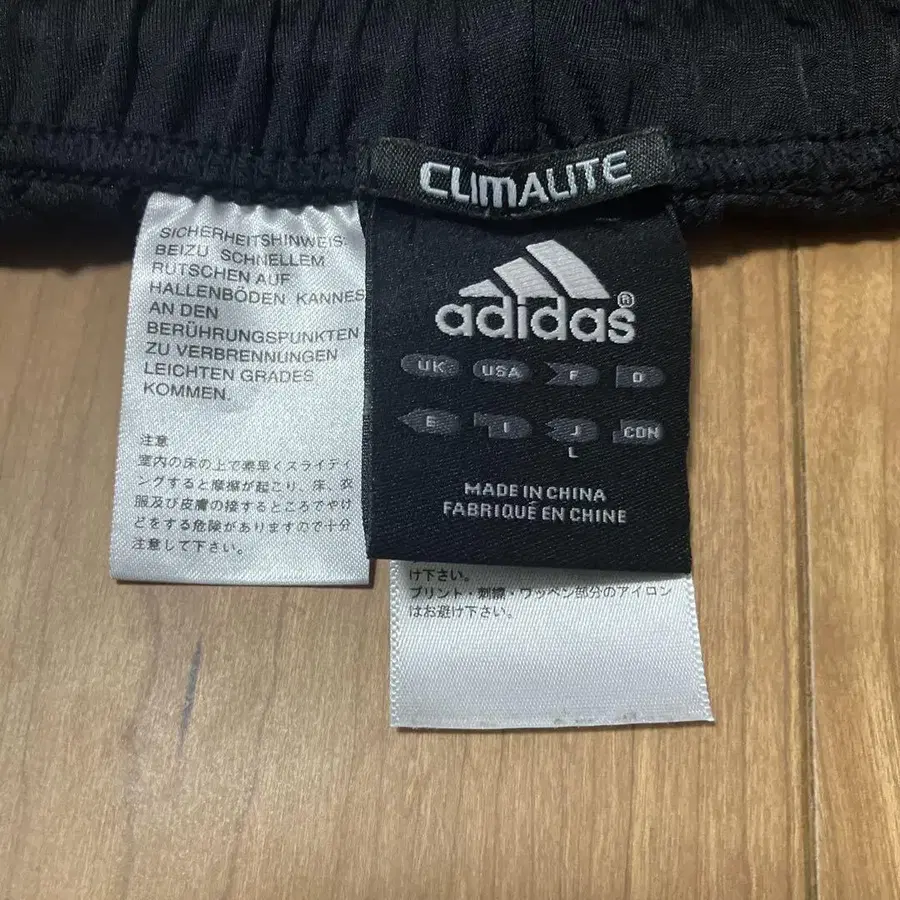 CLIMALITE
SICHERHEITSHINWEIS:
BEIZU SCHNELLEM
RUTSCHEN AUF
HALLENBÖDEN KANNES
AN DEN
BERÜHRUNGSPUNKTEN
ZU VERBRENNUNGEN
LEICHTEN GRADES
KOMMEN.
注意
室内の床の上で素早くスライディ
ングすると摩擦が起こり、床、衣
服及び皮膚の接するところでやけ
どをする危険がありますので十分
注意して下さい。
adidas®
UK USA F D
E I J CDN
L
MADE IN CHINA
FABRIQUÉ EN CHINE
け下さい。
プリント・刺繍・ワッペン部分のアイロン
はお避け下さい。